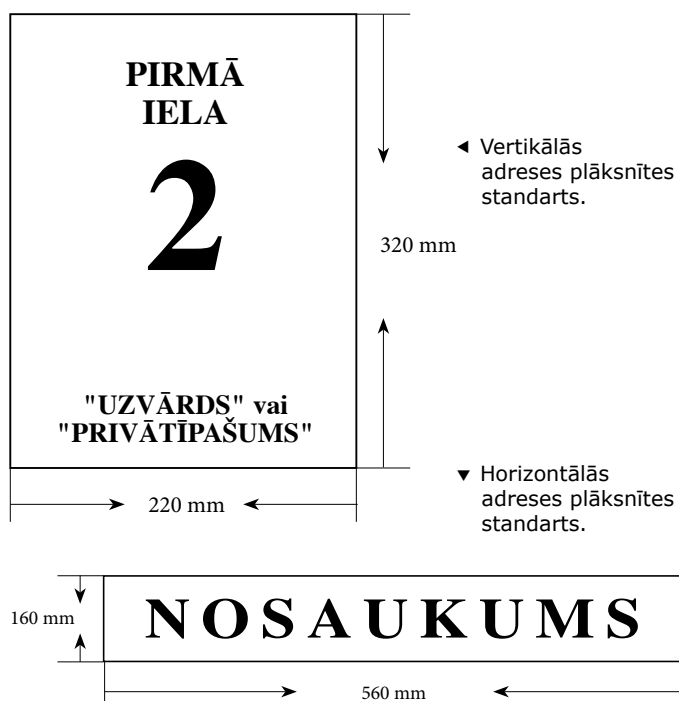 PIRMĀ
IELA
2
"UZVĀRDS" vai
"PRIVĀTĪPAŠUMS"
320 mm
220 mm
◀ Vertikālās
adreses plāksnītes
standarts.
▼ Horizontālās
adreses plāksnītes
standarts.
160 mm
NOSAUKUMS
560 mm